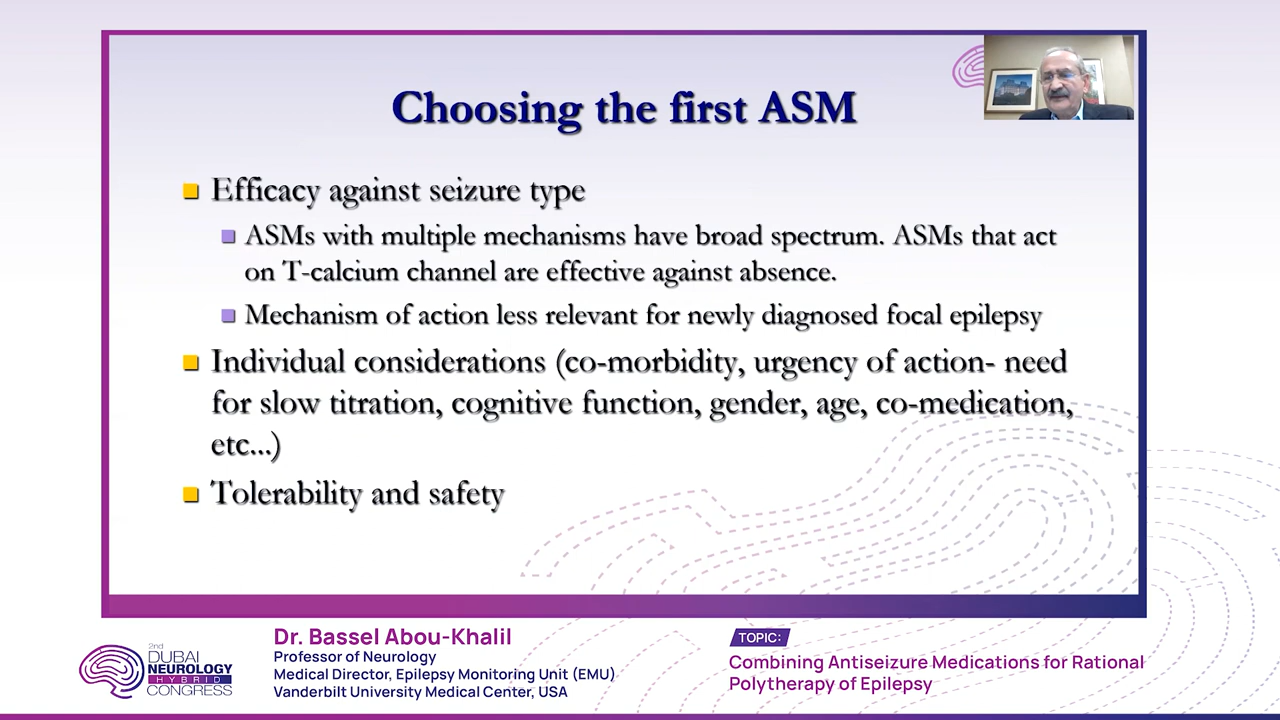 Choosing the first ASM
Efficacy against seizure type
ASMs with multiple mechanisms have broad spectrum. ASMs that act
on T-calcium channel are effective against absence.
Mechanism of action less relevant for newly diagnosed focal epilepsy
Individual considerations (co-morbidity, urgency of action- need
for slow titration, cognitive function, gender, age, co-medication,
etc...)
Tolerability and safety
2nd
DUBAI
NEUROLOGY
HYBRID
CONGRESS
Dr. Bassel Abou-Khalil
Professor of Neurology
Medical Director, Epilepsy Monitoring Unit (EMU)
Vanderbilt University Medical Center, USA
TOPIC:
Combining Antiseizure Medications for Rational
Polytherapy of Epilepsy